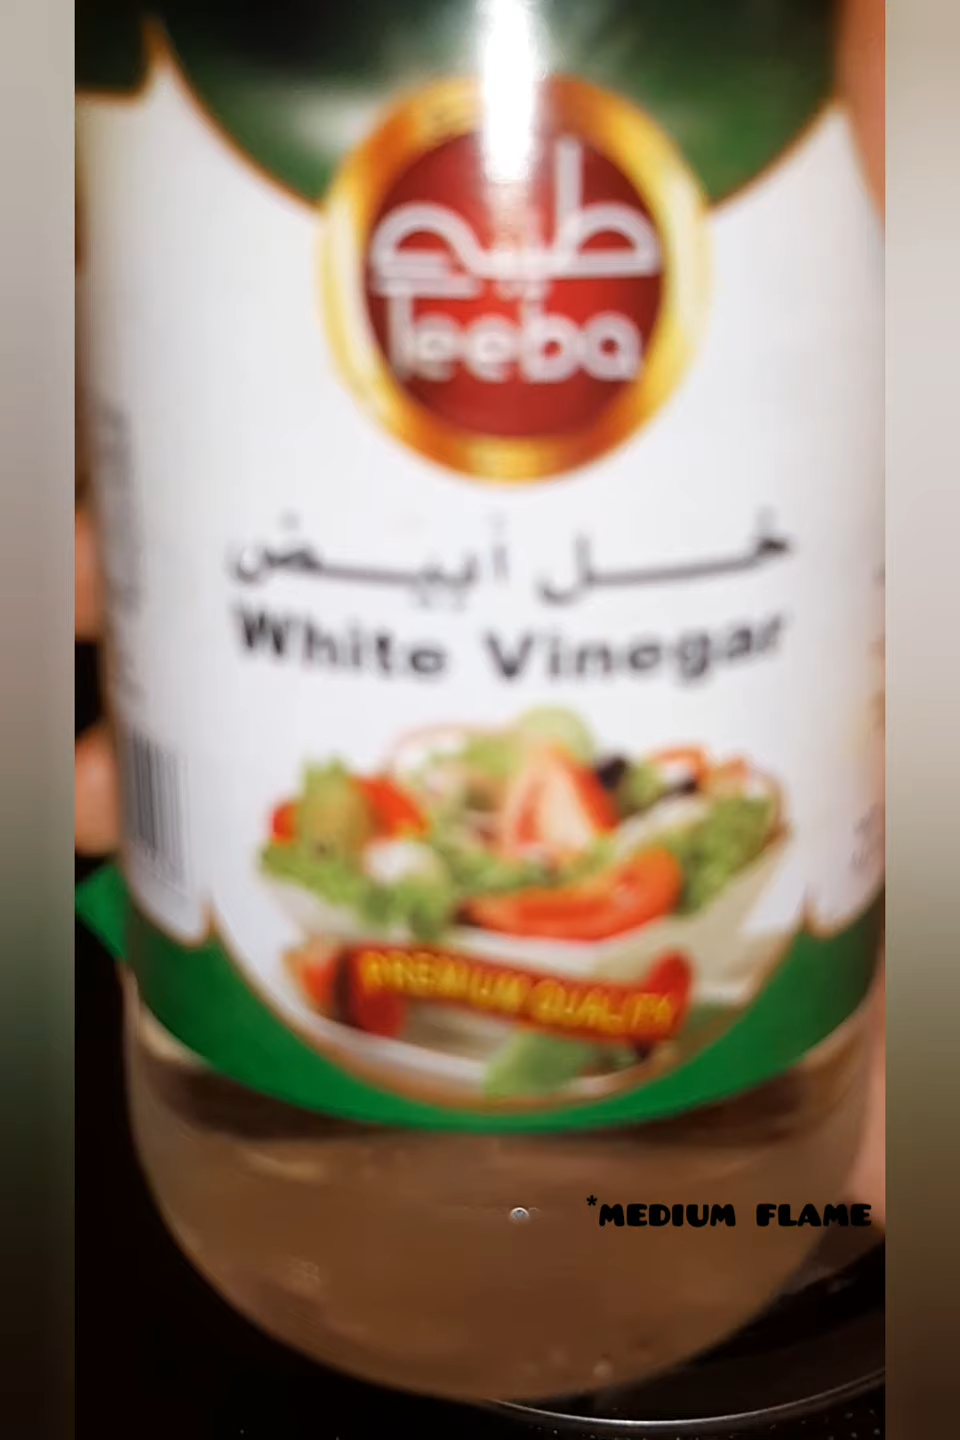 طيبة
Teeba
خل أبيض
White Vinegar
PREMIUM QUALITY
*MEDIUM FLAME